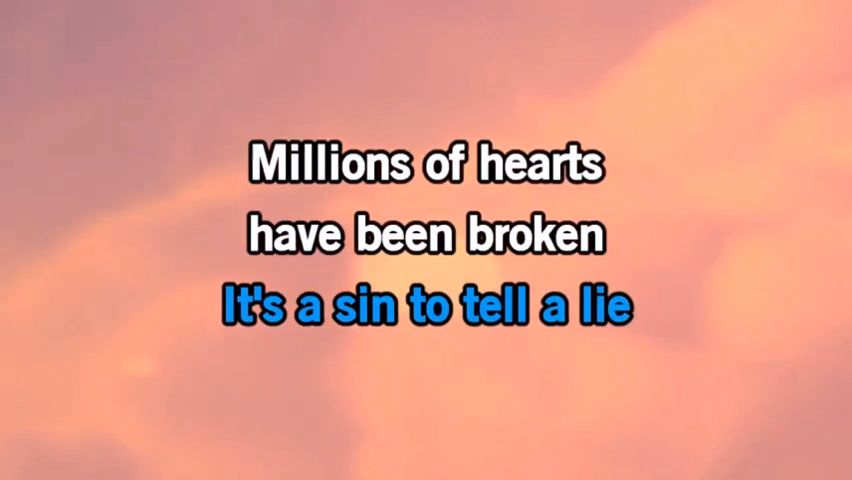 Millions of hearts
have been broken
It's a sin to tell a lie